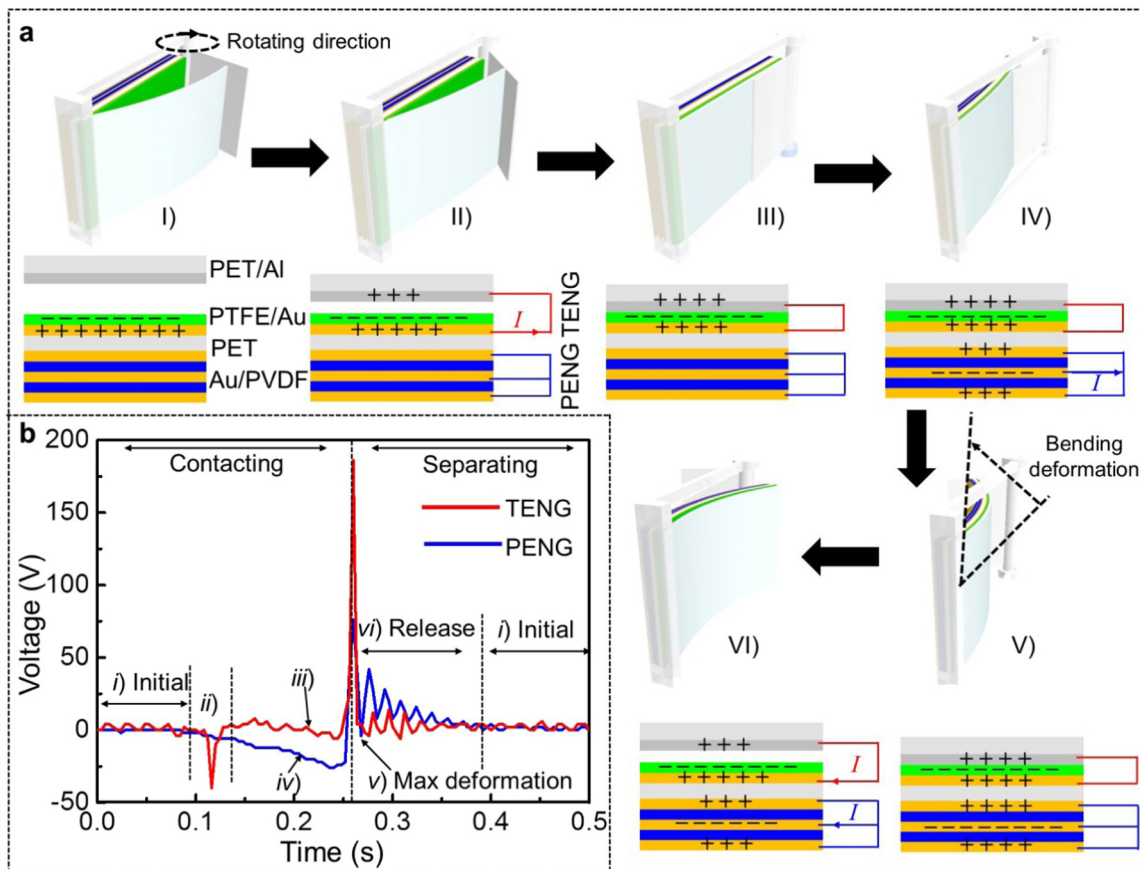 a
Rotating direction
I)
II)
III)
IV)
PET/Al
PTFE/Au
PET
Au/PVDF
+ + + + + + + +
− − − − − − − −
+ + +
− − − − − − − −
+ + + + +
I
PENG TENG
+ + + +
− − − − − − − −
+ + + +
+ + + +
− − − − − − − −
+ + + +
+ + +
− − − − − − −
+ + +
I
Bending
deformation
VI)
V)
+ + +
− − − − − − − −
+ + + + +
I
+ + +
− − − − − − −
+ + +
I
+ + + +
− − − − − − − −
+ + + +
+ + + +
− − − − − − − −
+ + + +
b
200
150
100
50
0
-50
Voltage (V)
Contacting
Separating
TENG
PENG
i) Initial
ii)
iii)
iv)
v) Max deformation
vi) Release
i) Initial
0.0 0.1 0.2 0.3 0.4 0.5
Time (s)